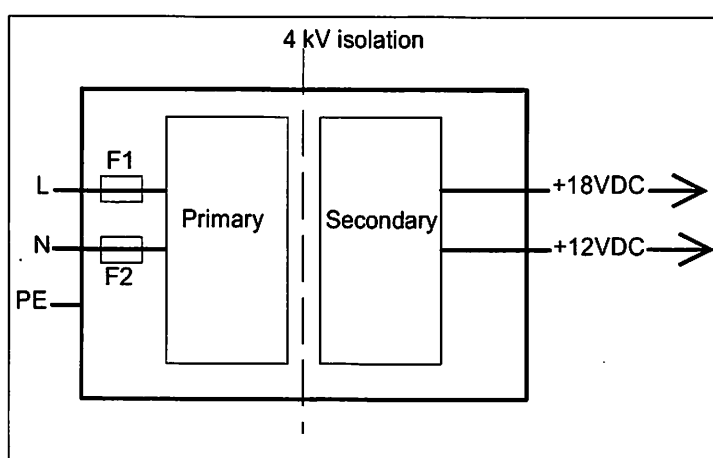 4 kV isolation
F1
L
Primary
Secondary
+18VDC
N
+12VDC
F2
PE